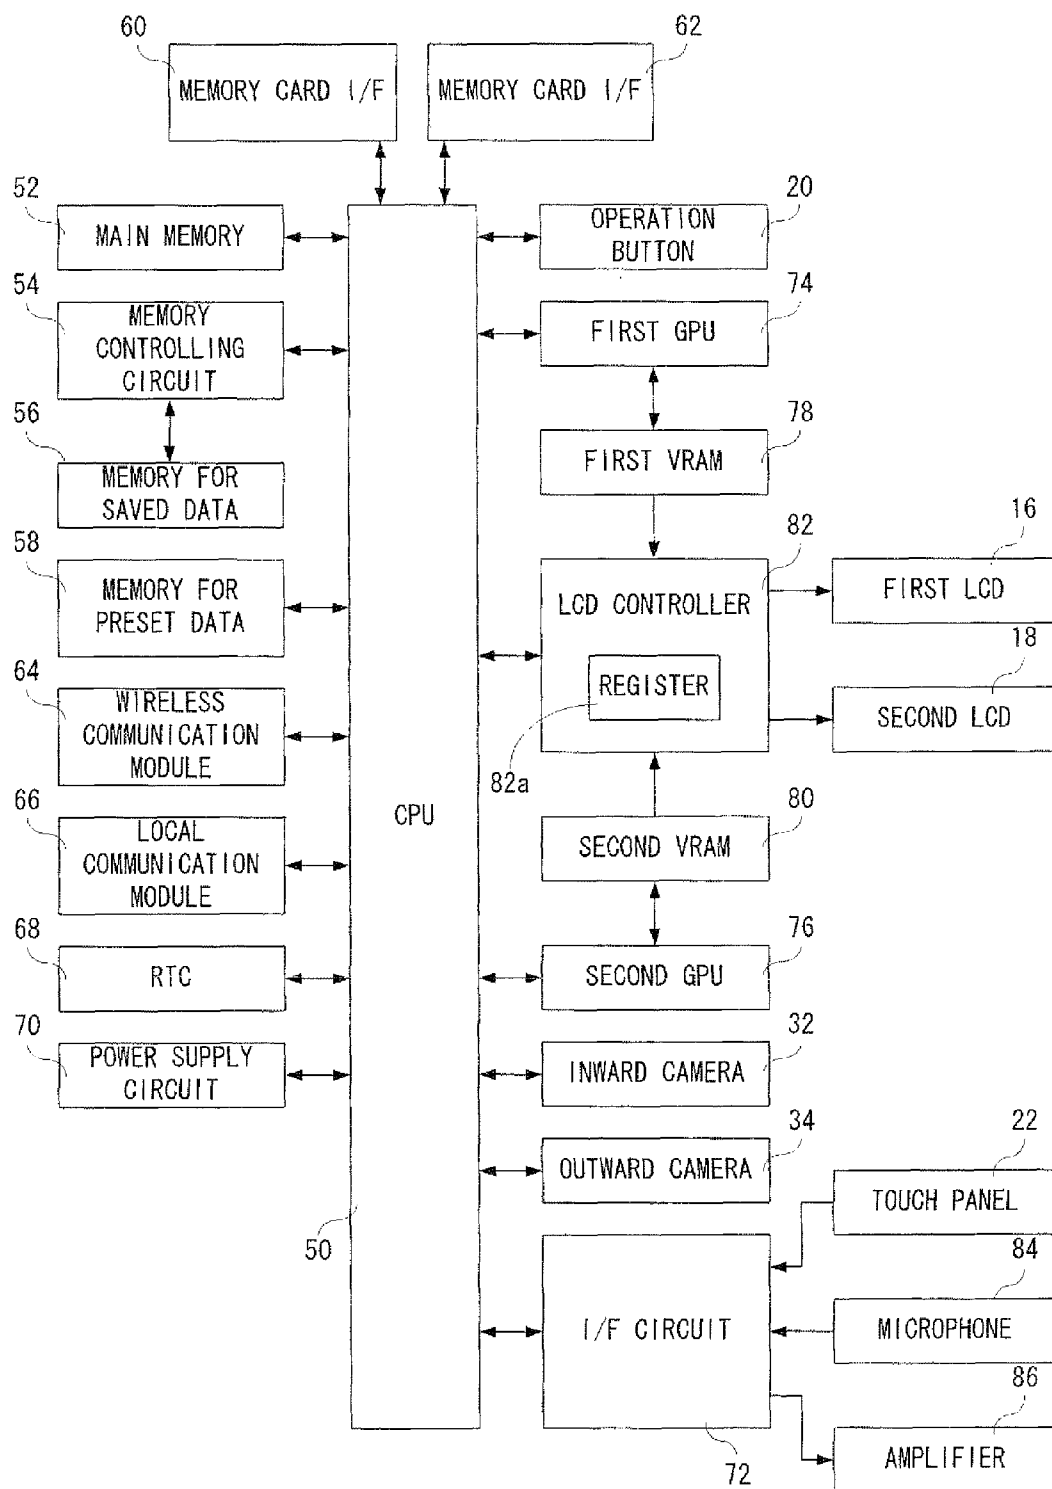 60
62
MEMORY CARD I/F
MEMORY CARD I/F
52
MAIN MEMORY
20
OPERATION
BUTTON
54
MEMORY
CONTROLLING
CIRCUIT
74
FIRST GPU
56
MEMORY FOR
SAVED DATA
78
FIRST VRAM
58
MEMORY FOR
PRESET DATA
82
LCD CONTROLLER
REGISTER
82a
16
FIRST LCD
18
SECOND LCD
64
WIRELESS
COMMUNICATION
MODULE
CPU
66
LOCAL
COMMUNICATION
MODULE
80
SECOND VRAM
68
RTC
76
SECOND GPU
70
POWER SUPPLY
CIRCUIT
32
INWARD CAMERA
34
OUTWARD CAMERA
22
TOUCH PANEL
50
I/F CIRCUIT
84
MICROPHONE
86
AMPLIFIER
72